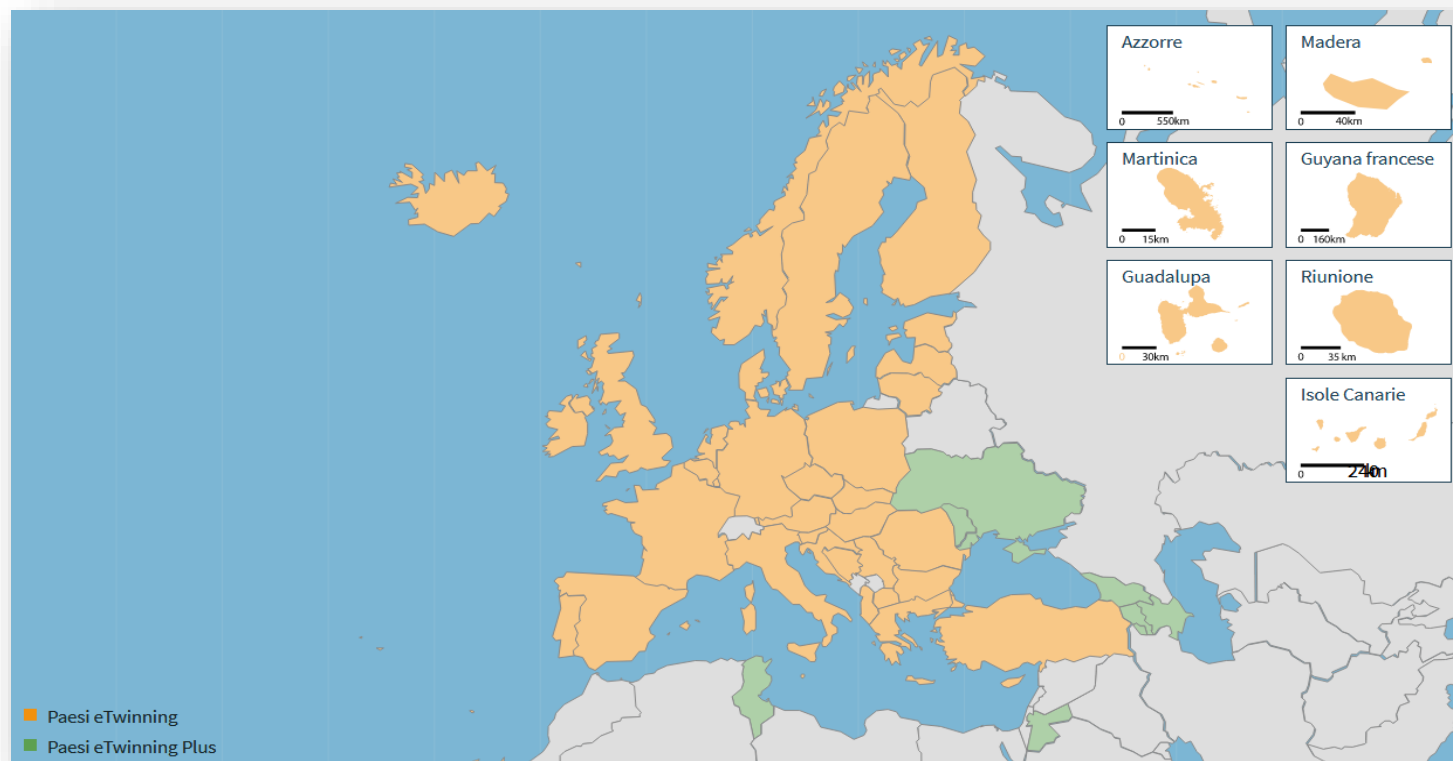 Azzorre
0 550km
Madera
0 40km
Martinica
0 15km
Guyana francese
0 160km
Guadalupa
0 30km
Riunione
0 35 km
Isole Canarie
0 240km
Paesi eTwinning
Paesi eTwinning Plus